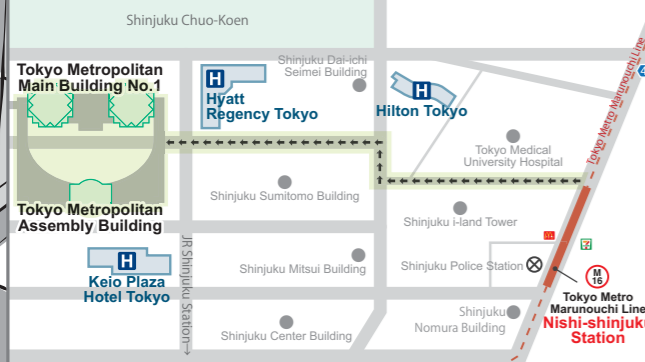 Shinjuku Chuo-Koen
Tokyo Metropolitan
Main Building No.1
H
Hyatt
Regency Tokyo
Shinjuku Dai-ichi
Seimei Building
H
Hilton Tokyo
Tokyo Metro Marunouchi Line
Tokyo Medical
University Hospital
Shinjuku Sumitomo Building
Tokyo Metropolitan
Assembly Building
Shinjuku i-land Tower
7
H
Keio Plaza
Hotel Tokyo
JR Shinjuku Station→
Shinjuku Mitsui Building
Shinjuku Police Station
M
16
Tokyo Metro
Marunouchi Line
Nishi-shinjuku
Station
Shinjuku
Nomura Building
Shinjuku Center Building